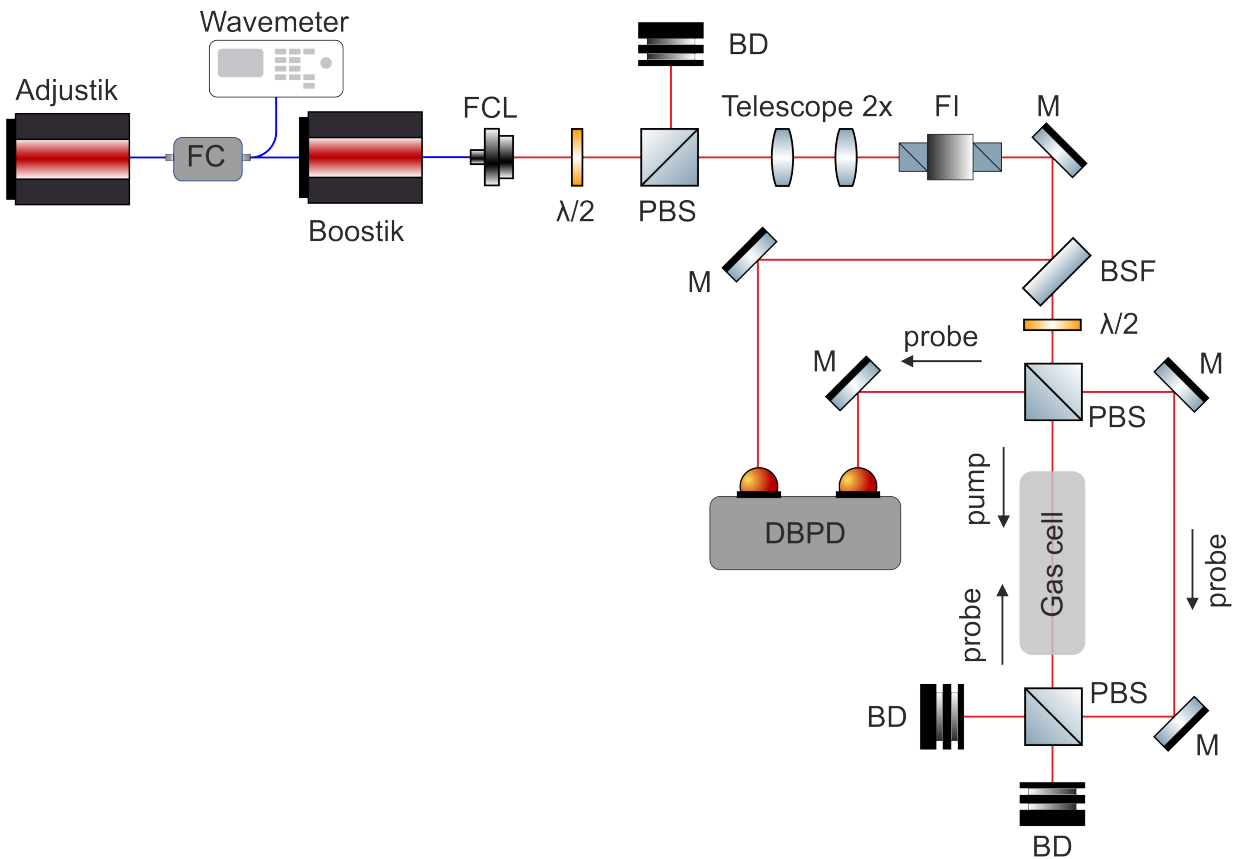 Wavemeter
BD
Adjustik
FCL
Telescope 2x
FI
M
FC
λ/2
PBS
Boostik
M
BSF
λ/2
probe
M
M
PBS
pump
Gas cell
DBPD
probe
probe
PBS
BD
M
BD